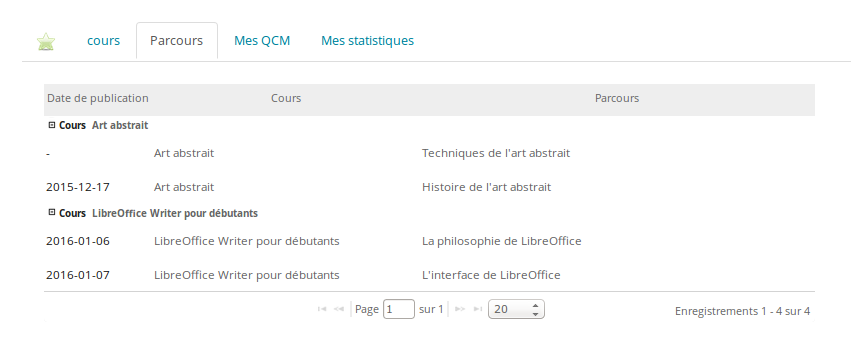 cours Parcours Mes QCM Mes statistiques
Date de publication Cours Parcours
Cours Art abstrait
- Art abstrait Techniques de l'art abstrait
2015-12-17 Art abstrait Histoire de l'art abstrait
Cours LibreOffice Writer pour débutants
2016-01-06 LibreOffice Writer pour débutants La philosophie de LibreOffice
2016-01-07 LibreOffice Writer pour débutants L'interface de LibreOffice
Page 1 sur 1 20 Enregistrements 1 - 4 sur 4